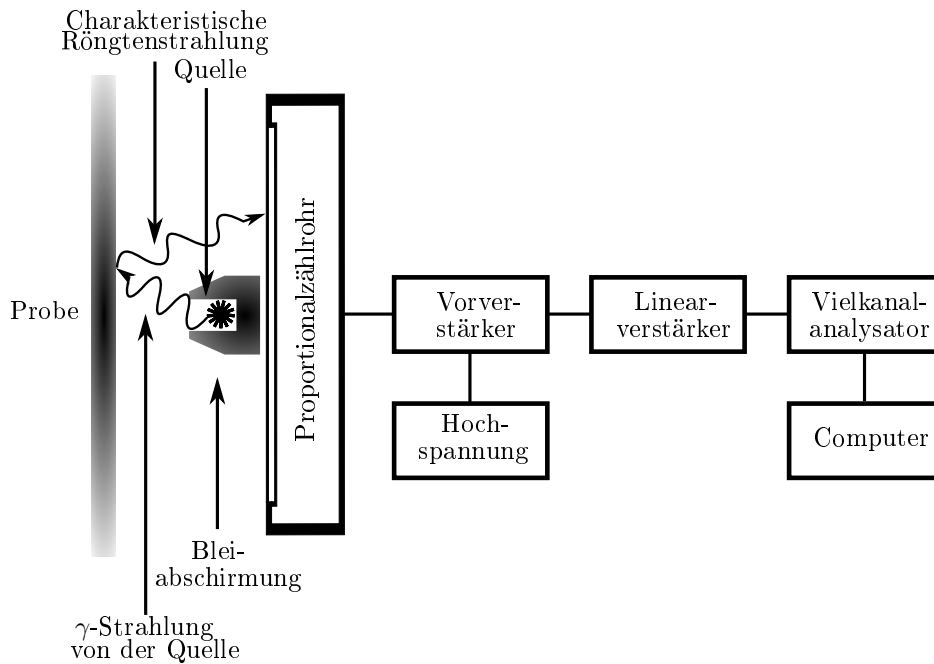 Charakteristische
Röngtenstrahlung
Quelle
Probe
Proportionalzählrohr
Vorver-
stärker
Linear-
verstärker
Vielkanal-
analysator
Hoch-
spannung
Computer
Blei-
abschirmung
γ-Strahlung
von der Quelle